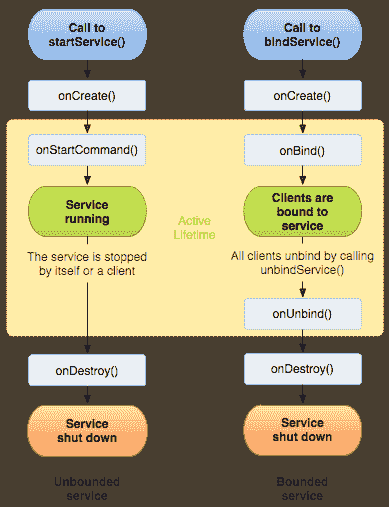 Call to
startService()
onCreate()
onStartCommand()
Service
running
The service is stopped
by itself or a client
onDestroy()
Service
shut down
Unbounded
service
Active
Lifetime
Call to
bindService()
onCreate()
onBind()
Clients are
bound to
service
All clients unbind by calling
unbindService()
onUnbind()
onDestroy()
Service
shut down
Bounded
service